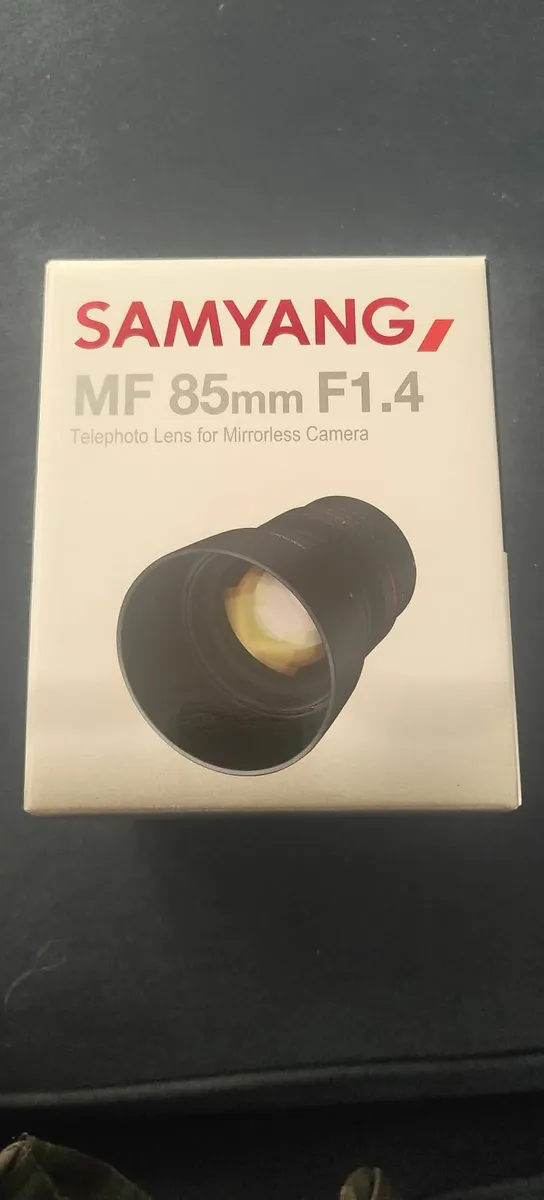 SAMYANG
MF 85mm F1.4
Telephoto Lens for Mirrorless Camera